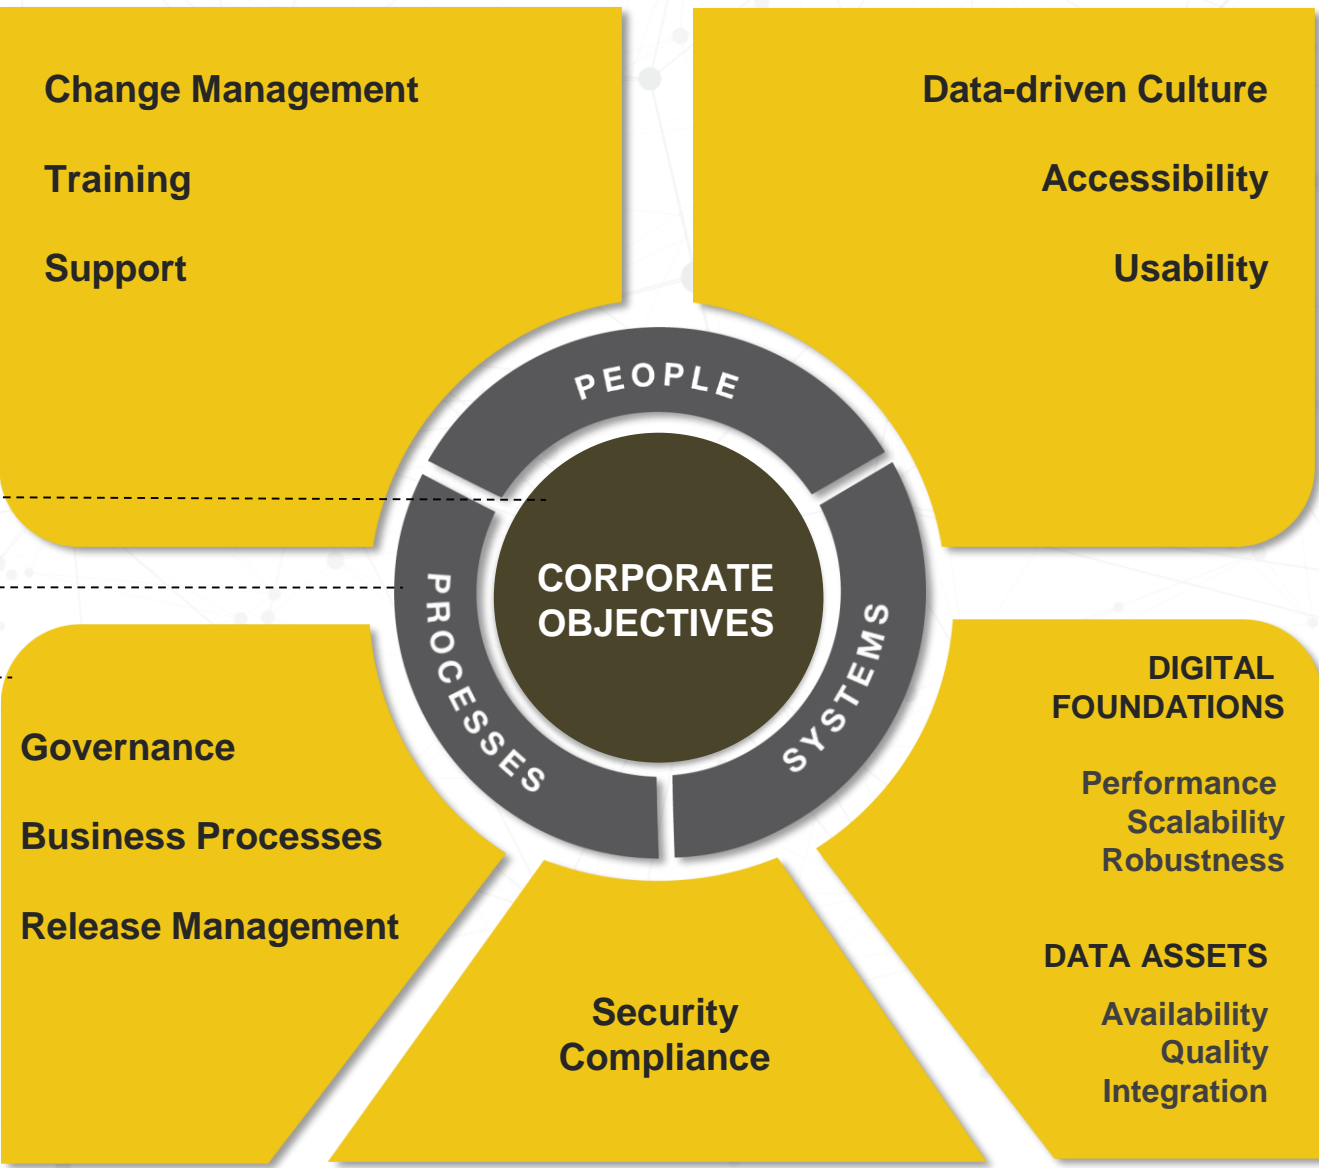 Change Management
Training
Support
Data-driven Culture
Accessibility
Usability
PEOPLE
PROCESSES
SYSTEMS
CORPORATE
OBJECTIVES
Governance
Business Processes
Release Management
Security
Compliance
DIGITAL
FOUNDATIONS
Performance
Scalability
Robustness
DATA ASSETS
Availability
Quality
Integration